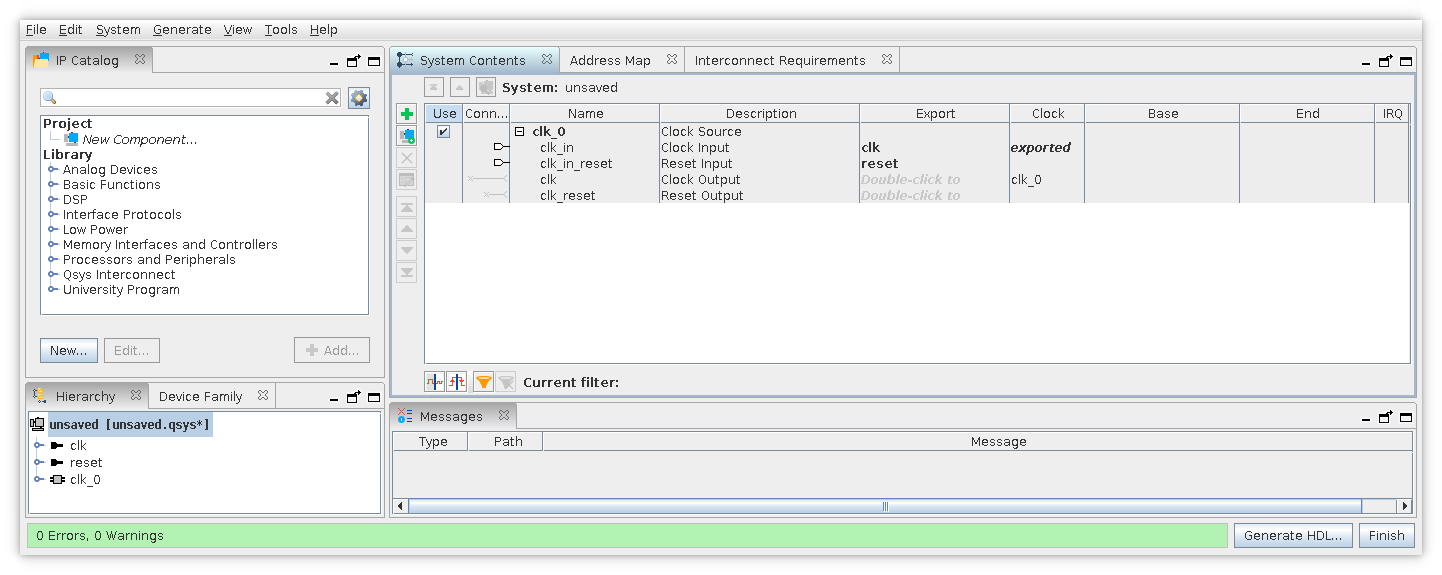 File Edit System Generate View Tools Help
IP Catalog
Project
New Component...
Library
Analog Devices
Basic Functions
DSP
Interface Protocols
Low Power
Memory Interfaces and Controllers
Processors and Peripherals
Qsys Interconnect
University Program
New... Edit... Add...
Hierarchy Device Family
unsaved [unsaved.qsys*]
clk
reset
clk_0
System Contents Address Map Interconnect Requirements
System: unsaved
Use Conn... Name Description Export Clock Base End IRQ
clk_0 Clock Source
clk_in Clock Input clk exported
clk_in_reset Reset Input reset
clk Clock Output Double-click to clk_0
clk_reset Reset Output Double-click to
Current filter:
Messages
Type Path Message
0 Errors, 0 Warnings
Generate HDL... Finish